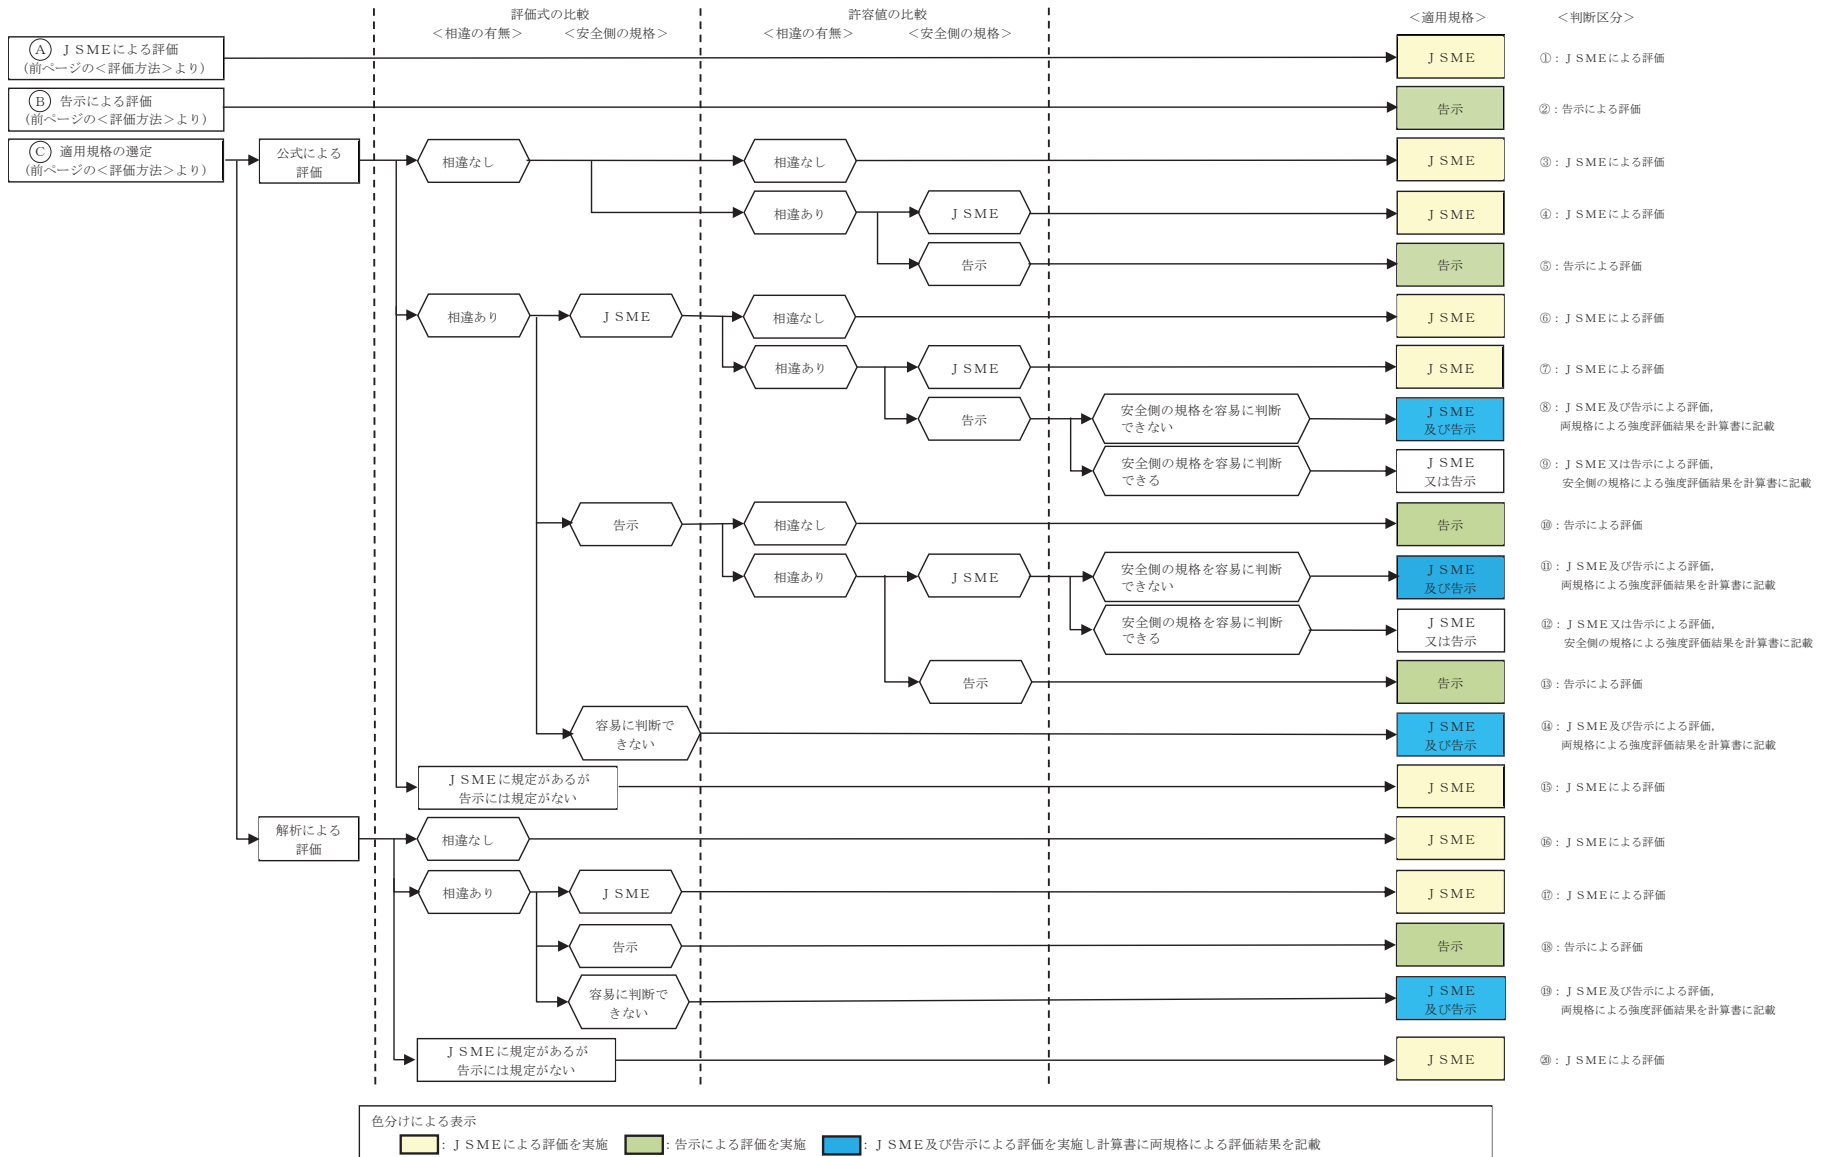 評価式の比較
許容値の比較
＜相違の有無＞ ＜安全側の規格＞ ＜相違の有無＞ ＜安全側の規格＞ ＜適用規格＞ ＜判断区分＞
Ⓐ ＪＳＭＥによる評価
（前ページの＜評価方法＞より）
ＪＳＭＥ
①：ＪＳＭＥによる評価
Ⓑ 告示による評価
（前ページの＜評価方法＞より）
告示
②：告示による評価
Ⓒ 適用規格の選定
（前ページの＜評価方法＞より）
公式による
評価
相違なし
相違なし
ＪＳＭＥ
③：ＪＳＭＥによる評価
相違あり
ＪＳＭＥ
ＪＳＭＥ
④：ＪＳＭＥによる評価
告示
告示
⑤：告示による評価
相違あり
ＪＳＭＥ
相違なし
ＪＳＭＥ
⑥：ＪＳＭＥによる評価
相違あり
ＪＳＭＥ
ＪＳＭＥ
⑦：ＪＳＭＥによる評価
告示
安全側の規格を容易に判断
できない
ＪＳＭＥ
及び告示
⑧：ＪＳＭＥ及び告示による評価，
両規格による強度評価結果を計算書に記載
安全側の規格を容易に判断
できる
ＪＳＭＥ
又は告示
⑨：ＪＳＭＥ又は告示による評価，
安全側の規格による強度評価結果を計算書に記載
告示
相違なし
告示
⑩：告示による評価
相違あり
ＪＳＭＥ
安全側の規格を容易に判断
できない
ＪＳＭＥ
及び告示
⑪：ＪＳＭＥ及び告示による評価，
両規格による強度評価結果を計算書に記載
安全側の規格を容易に判断
できる
ＪＳＭＥ
又は告示
⑫：ＪＳＭＥ又は告示による評価，
安全側の規格による強度評価結果を計算書に記載
告示
告示
⑬：告示による評価
容易に判断で
きない
ＪＳＭＥ
及び告示
⑭：ＪＳＭＥ及び告示による評価，
両規格による強度評価結果を計算書に記載
ＪＳＭＥに規定があるが
告示には規定がない
ＪＳＭＥ
⑮：ＪＳＭＥによる評価
解析による
評価
相違なし
ＪＳＭＥ
⑯：ＪＳＭＥによる評価
相違あり
ＪＳＭＥ
ＪＳＭＥ
⑰：ＪＳＭＥによる評価
告示
告示
⑱：告示による評価
容易に判断で
きない
ＪＳＭＥ
及び告示
⑲：ＪＳＭＥ及び告示による評価，
両規格による強度評価結果を計算書に記載
ＪＳＭＥに規定があるが
告示には規定がない
ＪＳＭＥ
⑳：ＪＳＭＥによる評価
色分けによる表示
：ＪＳＭＥによる評価を実施 ：告示による評価を実施 ：ＪＳＭＥ及び告示による評価を実施し計算書に両規格による評価結果を記載